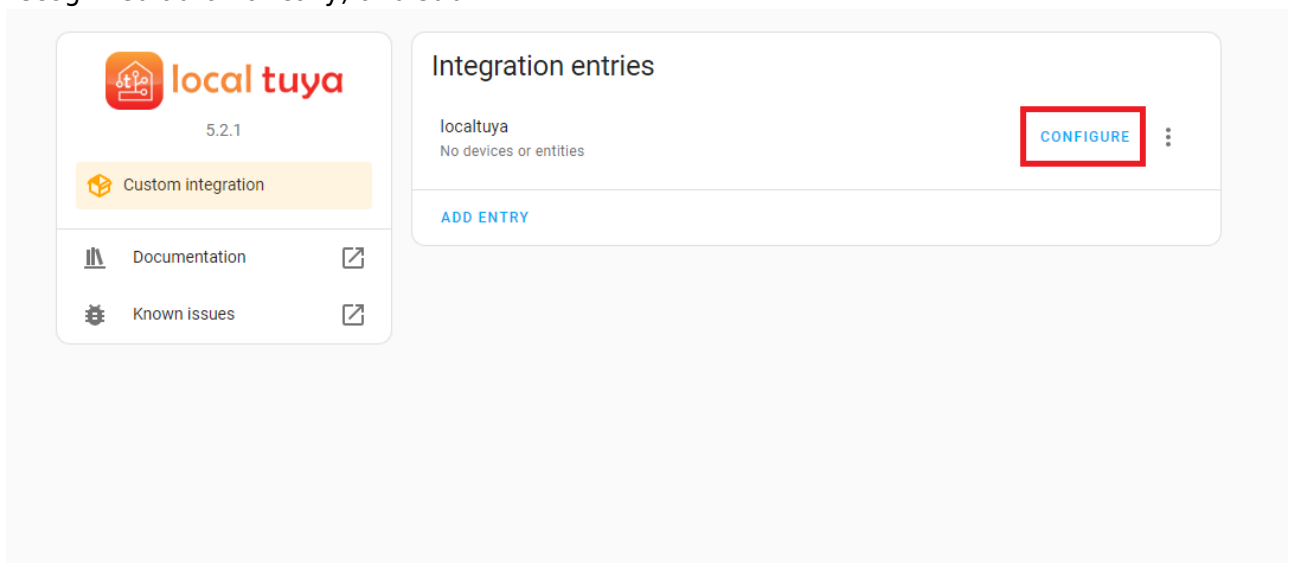 local tuya
5.2.1
Custom integration
Documentation
Known issues
Integration entries
localtuya
No devices or entities
CONFIGURE
ADD ENTRY